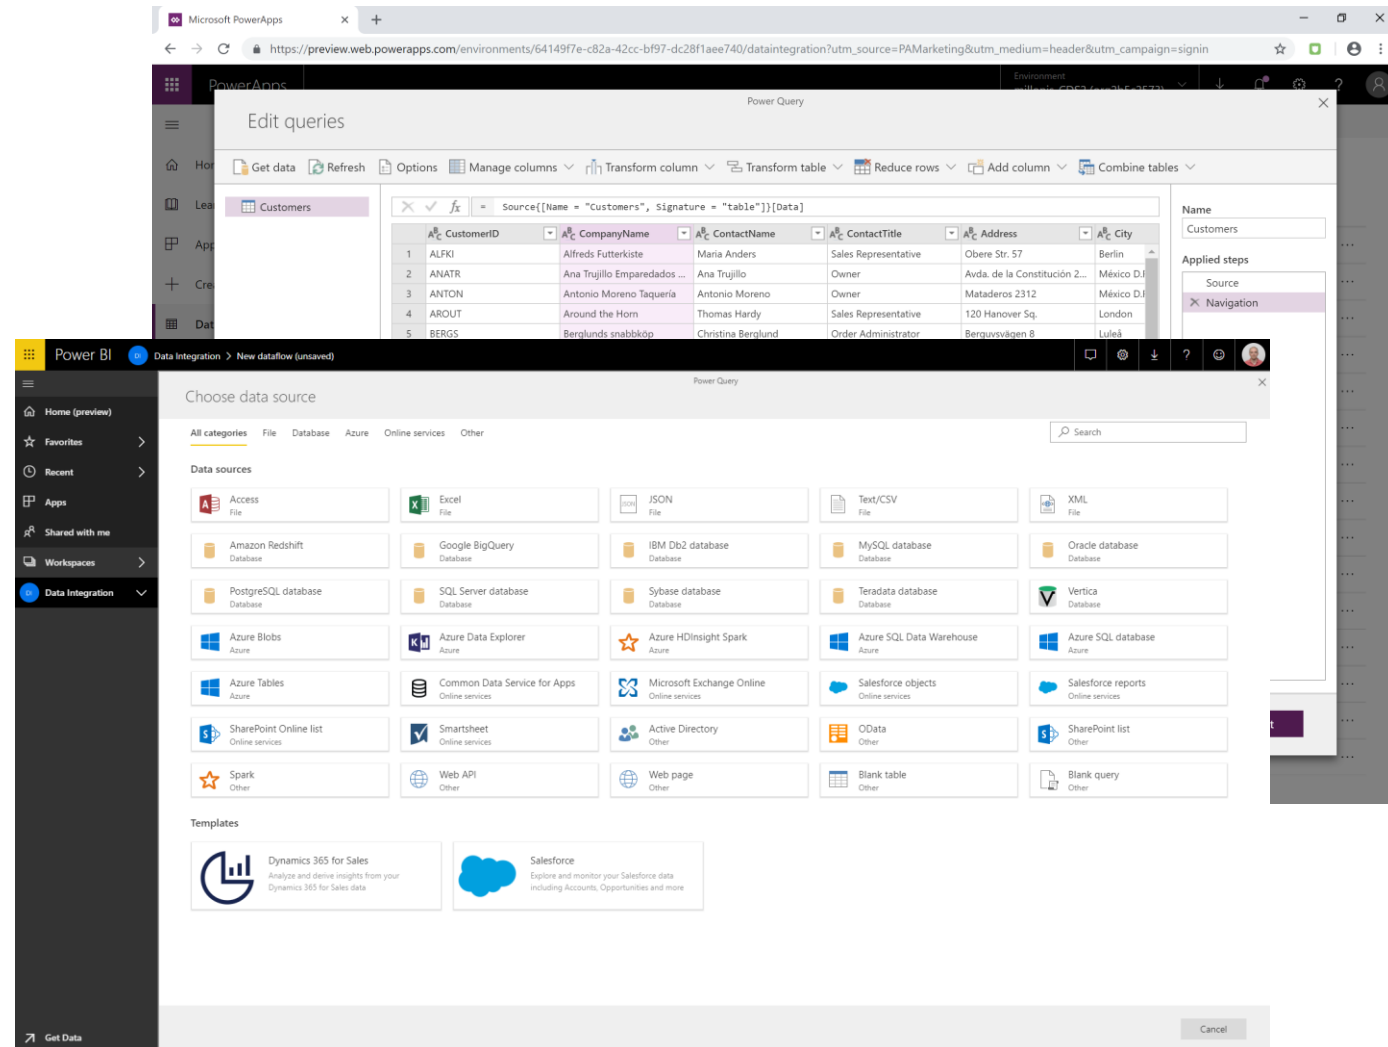 Microsoft PowerApps
https://preview.web.powerapps.com/environments/64149f7e-c82a-42cc-bf97-dc28f1aee740/dataintegration?utm_source=PAMarketing&utm_medium=header&utm_campaign=signin
PowerApps
Environment
Power Query
Edit queries
Get data Refresh Options Manage columns Transform column Transform table Reduce rows Add column Combine tables
Customers
fx = Source{[Name = "Customers", Signature = "table"]}[Data]
CustomerID CompanyName ContactName ContactTitle Address City
1 ALFKI Alfreds Futterkiste Maria Anders Sales Representative Obere Str. 57 Berlin
2 ANATR Ana Trujillo Emparedados ... Ana Trujillo Owner Avda. de la Constitución 2... México D.
3 ANTON Antonio Moreno Taquería Antonio Moreno Owner Mataderos 2312 México D.
4 AROUT Around the Horn Thomas Hardy Sales Representative 120 Hanover Sq. London
5 BERGS Berglunds snabbköp Christina Berglund Order Administrator Berguvsvägen 8 Luleå
Name
Customers
Applied steps
Source
Navigation
Hor
Lea
App
Cre
Dat
Power BI DI Data Integration > New dataflow (unsaved)
Home (preview)
Favorites
Recent
Apps
Shared with me
Workspaces
DI Data Integration
Get Data
Power Query
Choose data source
All categories File Database Azure Online services Other
Search
Data sources
Access Excel JSON Text/CSV XML
File File File File File
Amazon Redshift Google BigQuery IBM Db2 database MySQL database Oracle database
Database Database Database Database Database
PostgreSQL database SQL Server database Sybase database Teradata database Vertica
Database Database Database Database Database
Azure Blobs Azure Data Explorer Azure HDInsight Spark Azure SQL Data Warehouse Azure SQL database
Azure Azure Azure Azure Azure
Azure Tables Common Data Service for Apps Microsoft Exchange Online Salesforce objects Salesforce reports
Azure Online services Online services Online services Online services
SharePoint Online list Smartsheet Active Directory OData SharePoint list
Online services Online services Other Other Other
Spark Web API Web page Blank table Blank query
Other Other Other Other Other
Templates
Dynamics 365 for Sales
Analyze and derive insights from your
Dynamics 365 for Sales data
Salesforce
Explore and monitor your Salesforce data
including Accounts, Opportunities and more
Cancel